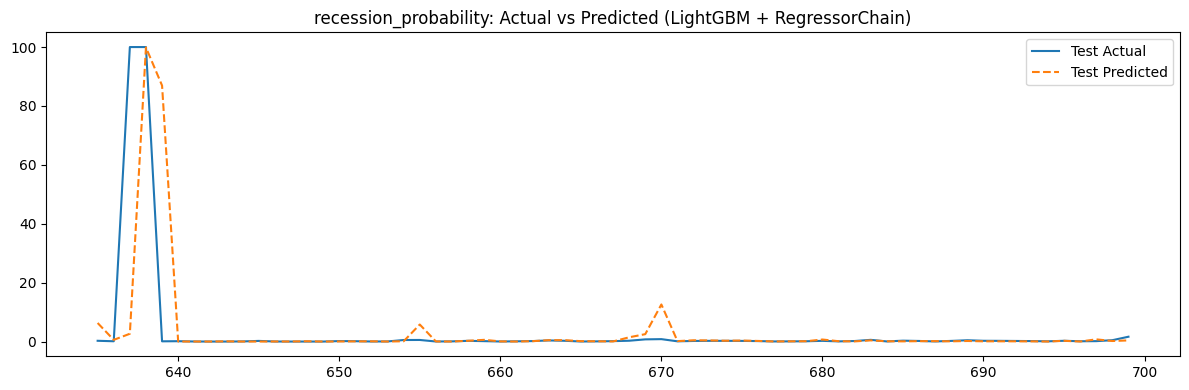 recession_probability: Actual vs Predicted (LightGBM + RegressorChain)
Test Actual
Test Predicted
100
80
60
40
20
0
640 650 660 670 680 690 700